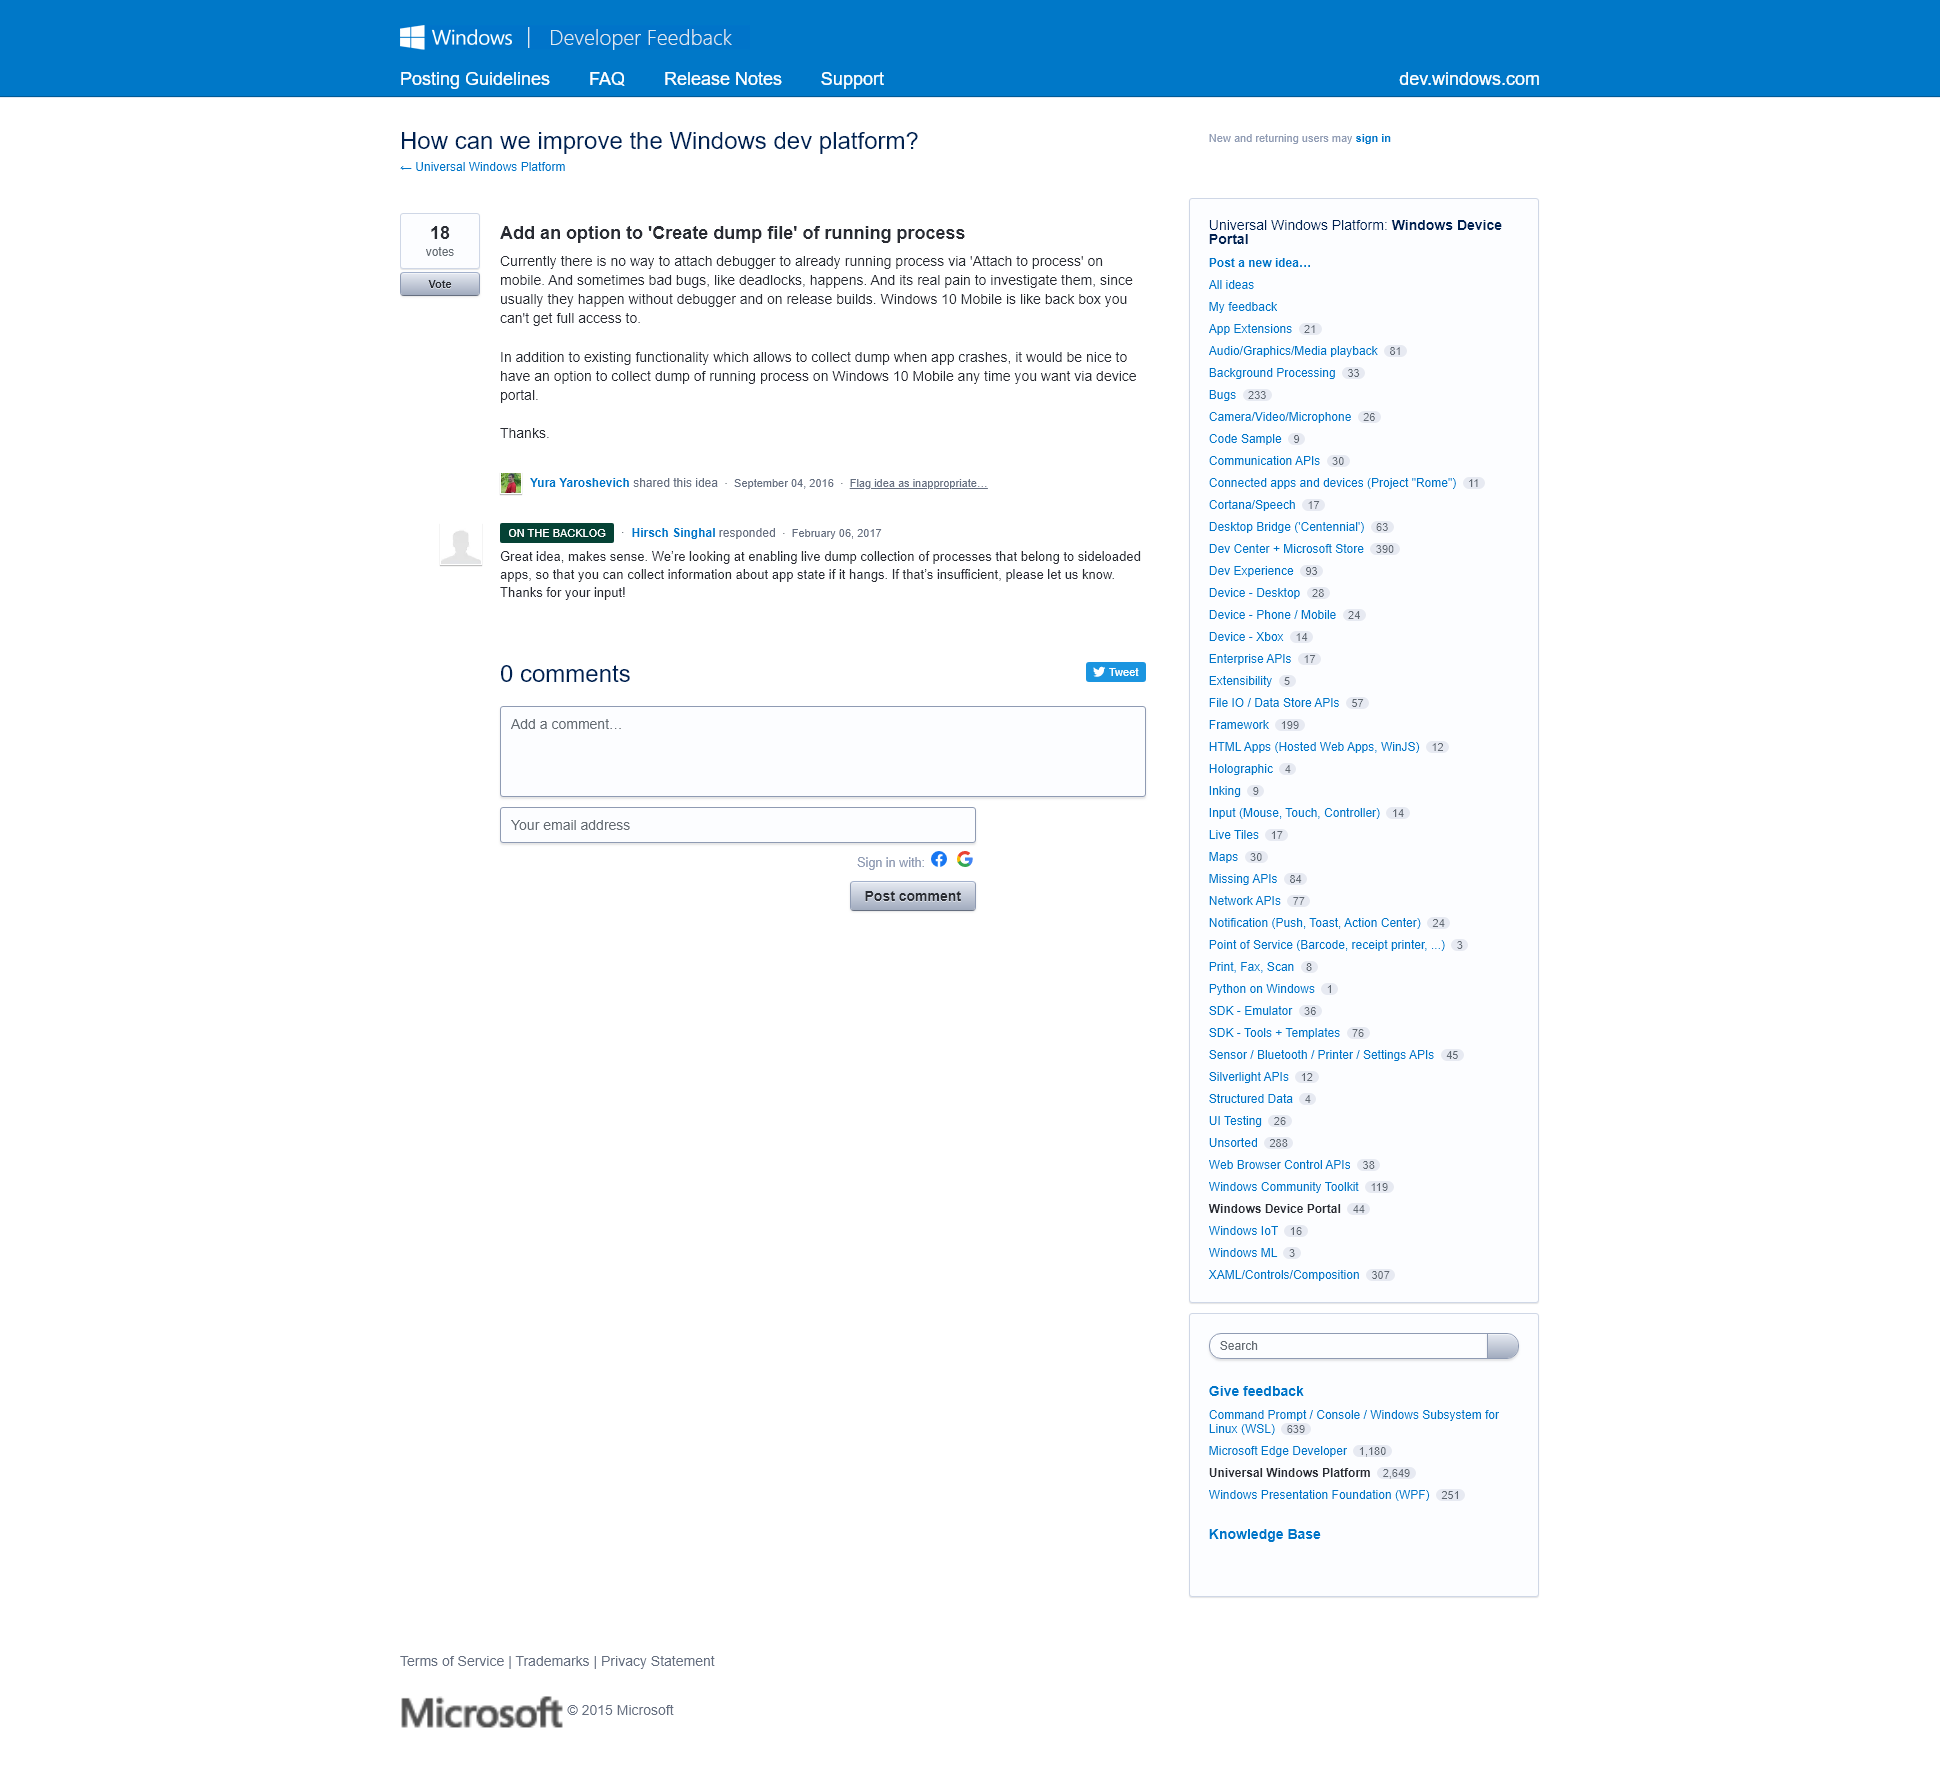 Windows | Developer Feedback
Posting Guidelines FAQ Release Notes Support dev.windows.com
How can we improve the Windows dev platform?
← Universal Windows Platform
New and returning users may sign in
18
votes
Vote
Add an option to 'Create dump file' of running process
Currently there is no way to attach debugger to already running process via 'Attach to process' on
mobile. And sometimes bad bugs, like deadlocks, happens. And its real pain to investigate them, since
usually they happen without debugger and on release builds. Windows 10 Mobile is like back box you
can't get full access to.
In addition to existing functionality which allows to collect dump when app crashes, it would be nice to
have an option to collect dump of running process on Windows 10 Mobile any time you want via device
portal.
Thanks.
Yura Yaroshevich shared this idea · September 04, 2016 · Flag idea as inappropriate…
ON THE BACKLOG · Hirsch Singhal responded · February 06, 2017
Great idea, makes sense. We're looking at enabling live dump collection of processes that belong to sideloaded
apps, so that you can collect information about app state if it hangs. If that's insufficient, please let us know.
Thanks for your input!
0 comments
Tweet
Add a comment…
Your email address
Sign in with:
Post comment
Universal Windows Platform: Windows Device
Portal
Post a new idea…
All ideas
My feedback
App Extensions 21
Audio/Graphics/Media playback 81
Background Processing 33
Bugs 233
Camera/Video/Microphone 26
Code Sample 9
Communication APIs 30
Connected apps and devices (Project "Rome") 11
Cortana/Speech 17
Desktop Bridge ('Centennial') 63
Dev Center + Microsoft Store 390
Dev Experience 93
Device - Desktop 28
Device - Phone / Mobile 24
Device - Xbox 14
Enterprise APIs 17
Extensibility 5
File IO / Data Store APIs 57
Framework 199
HTML Apps (Hosted Web Apps, WinJS) 12
Holographic 4
Inking 9
Input (Mouse, Touch, Controller) 14
Live Tiles 17
Maps 30
Missing APIs 84
Network APIs 77
Notification (Push, Toast, Action Center) 24
Point of Service (Barcode, receipt printer, ...) 3
Print, Fax, Scan 8
Python on Windows 1
SDK - Emulator 36
SDK - Tools + Templates 76
Sensor / Bluetooth / Printer / Settings APIs 45
Silverlight APIs 12
Structured Data 4
UI Testing 26
Unsorted 288
Web Browser Control APIs 38
Windows Community Toolkit 119
Windows Device Portal 44
Windows IoT 16
Windows ML 3
XAML/Controls/Composition 307
Search
Give feedback
Command Prompt / Console / Windows Subsystem for
Linux (WSL) 639
Microsoft Edge Developer 1,180
Universal Windows Platform 2,649
Windows Presentation Foundation (WPF) 251
Knowledge Base
Terms of Service | Trademarks | Privacy Statement
Microsoft © 2015 Microsoft